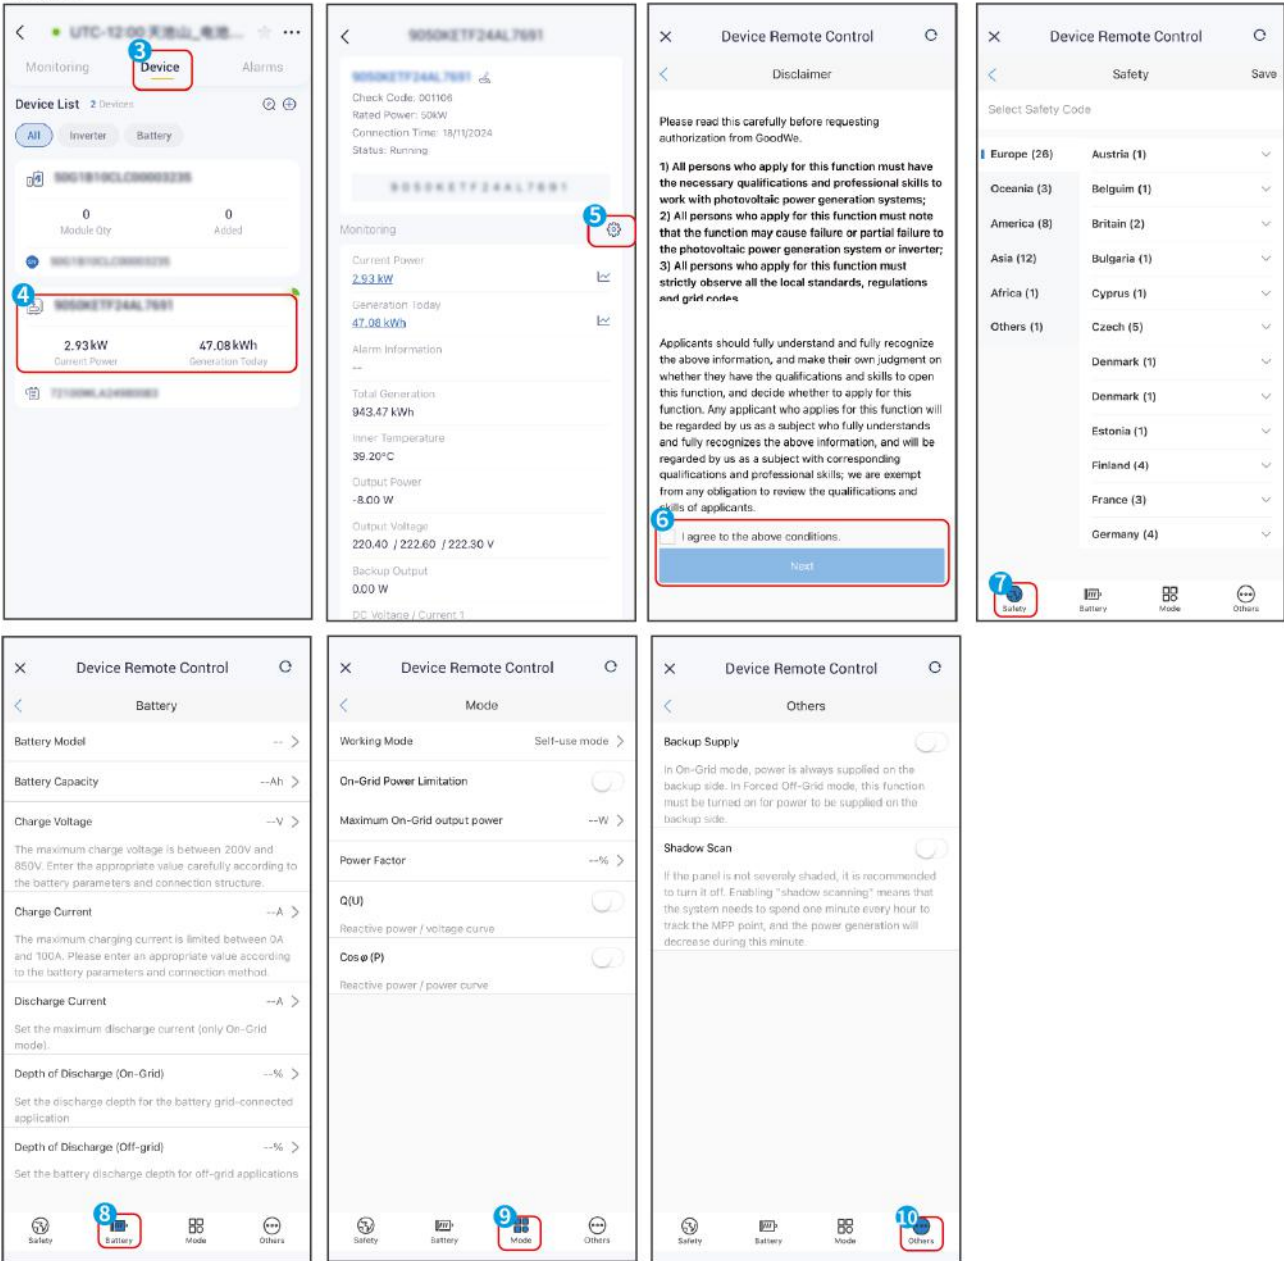 3
Monitoring Device Alarms
Device List 2 Devices
All Inverter Battery
0 0
Module Qty Added
4
2.93 kW 47.08 kWh
Current Power Generation Today
9050KETF24AL7691
Check Code: 001106
Rated Power: 50kW
Connection Time: 18/11/2024
Status: Running
5
Monitoring
Current Power
2.93 kW
Generation Today
47.08 kWh
Alarm Information
--
Total Generation
943.47 kWh
Inner Temperature
39.20°C
Output Power
-8.00 W
Output Voltage
220.40 / 222.60 / 222.30 V
Backup Output
0.00 W
DC Voltage / Current 1
Device Remote Control
Disclaimer
Please read this carefully before requesting
authorization from GoodWe.
1) All persons who apply for this function must have
the necessary qualifications and professional skills to
work with photovoltaic power generation systems;
2) All persons who apply for this function must note
that the function may cause failure or partial failure to
the photovoltaic power generation system or inverter;
3) All persons who apply for this function must
strictly observe all the local standards, regulations
and grid codes
Applicants should fully understand and fully recognize
the above information, and make their own judgment on
whether they have the qualifications and skills to open
this function, and decide whether to apply for this
function. Any applicant who applies for this function will
be regarded by us as a subject who fully understands
and fully recognizes the above information, and will be
regarded by us as a subject with corresponding
qualifications and professional skills; we are exempt
from any obligation to review the qualifications and
skills of applicants.
6
I agree to the above conditions.
Next
Device Remote Control
Safety Save
Select Safety Code
Europe (26) Austria (1)
Oceania (3) Belguim (1)
America (8) Britain (2)
Asia (12) Bulgaria (1)
Africa (1) Cyprus (1)
Others (1) Czech (5)
Denmark (1)
Denmark (1)
Estonia (1)
Finland (4)
France (3)
Germany (4)
7
Safety Battery Mode Others
Device Remote Control
Battery
Battery Model --
Battery Capacity --Ah
Charge Voltage --V
The maximum charge voltage is between 200V and
850V. Enter the appropriate value carefully according to
the battery parameters and connection structure.
Charge Current --A
The maximum charging current is limited between 0A
and 100A. Please enter an appropriate value according
to the battery parameters and connection method.
Discharge Current --A
Set the maximum discharge current (only On-Grid
mode).
Depth of Discharge (On-Grid) --%
Set the discharge depth for the battery grid-connected
application
Depth of Discharge (Off-grid) --%
Set the battery discharge depth for off-grid applications
8
Safety Battery Mode Others
Device Remote Control
Mode
Working Mode Self-use mode
On-Grid Power Limitation
Maximum On-Grid output power --W
Power Factor --%
Q(U)
Reactive power / voltage curve
Cosφ(P)
Reactive power / power curve
9
Safety Battery Mode Others
Device Remote Control
Others
Backup Supply
In On-Grid mode, power is always supplied on the
backup side. In Forced Off-Grid mode, this function
must be turned on for power to be supplied on the
backup side.
Shadow Scan
If the panel is not severely shaded, it is recommended
to turn it off. Enabling "shadow scanning" means that
the system needs to spend one minute every hour to
track the MPP point, and the power generation will
decrease during this minute.
10
Safety Battery Mode Others